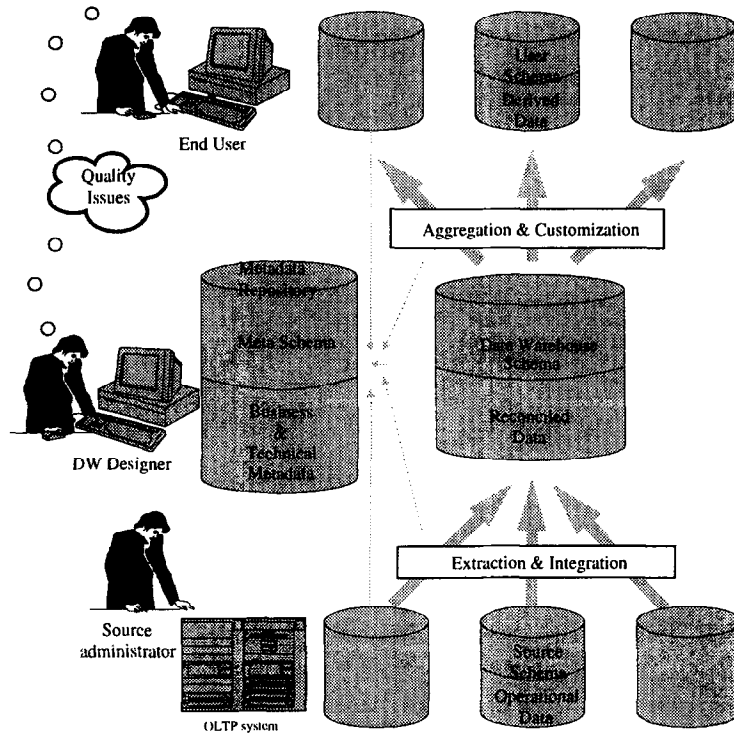 User
Schema
Derived
Data
End User
Quality
Issues
Aggregation & Customization
Metadata
Repository
Meta Schema
Business
&
Technical
Metadata
Data Warehouse
Schema
Reconciled
Data
DW Designer
Extraction & Integration
Source
administrator
OLTP system
Source
Schema
Operational
Data